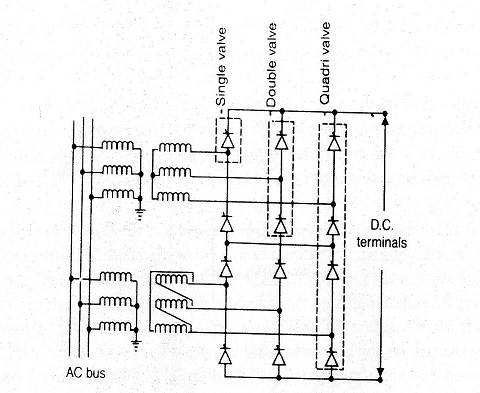 Single valve
Double valve
Quadri valve
D.C.
terminals
AC bus